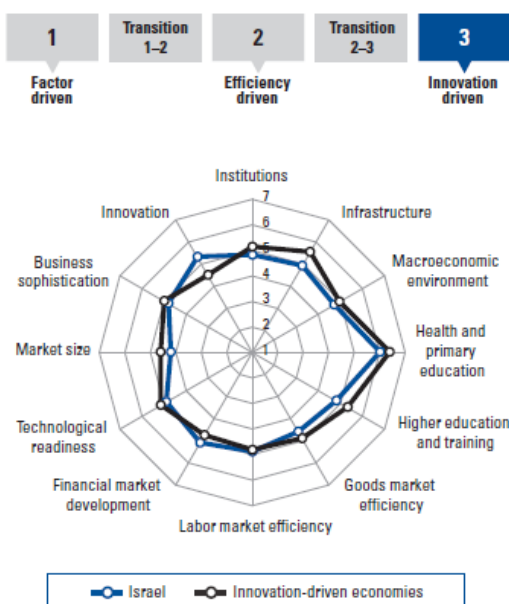 1
Transition
1–2
2
Transition
2–3
3
Factor
driven
Efficiency
driven
Innovation
driven
Institutions
Innovation
7
Infrastructure
6
Business
sophistication
5
Macroeconomic
environment
4
3
2
Market size
1
Health and
primary
education
Technological
readiness
Higher education
and training
Financial market
development
Goods market
efficiency
Labor market efficiency
Israel
Innovation-driven economies